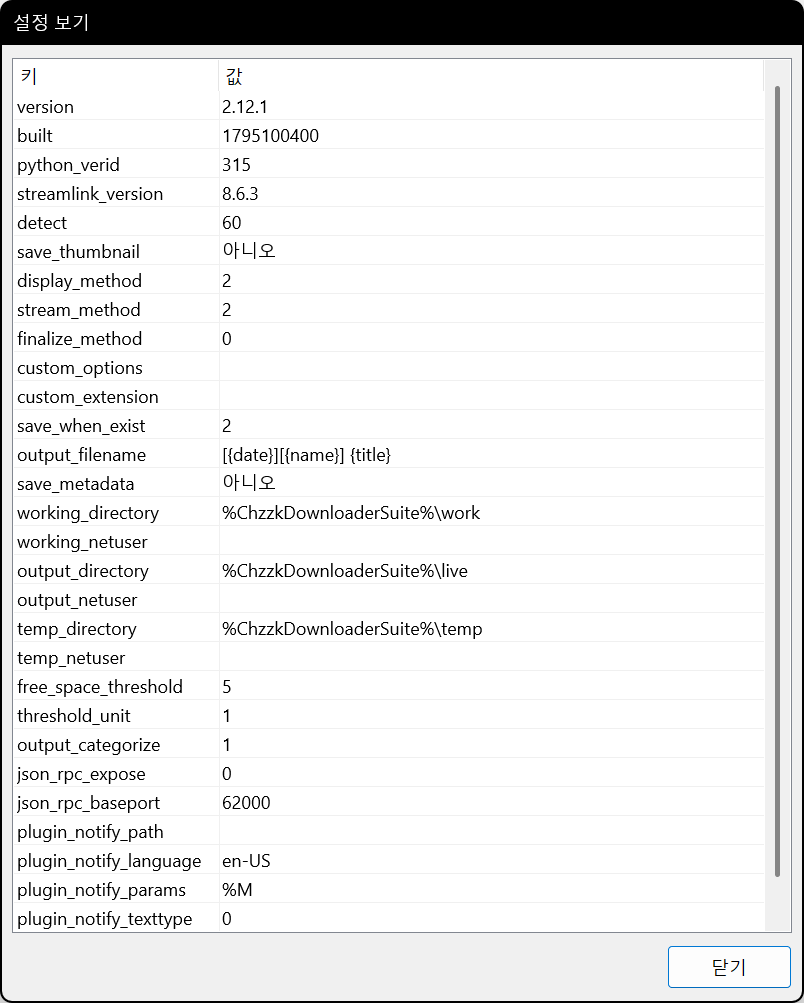 설정 보기
키 값
version 2.12.1
built 1795100400
python_verid 315
streamlink_version 8.6.3
detect 60
save_thumbnail 아니오
display_method 2
stream_method 2
finalize_method 0
custom_options
custom_extension
save_when_exist 2
output_filename [{date}][{name}] {title}
save_metadata 아니오
working_directory %ChzzkDownloaderSuite%\work
working_netuser
output_directory %ChzzkDownloaderSuite%\live
output_netuser
temp_directory %ChzzkDownloaderSuite%\temp
temp_netuser
free_space_threshold 5
threshold_unit 1
output_categorize 1
json_rpc_expose 0
json_rpc_baseport 62000
plugin_notify_path
plugin_notify_language en-US
plugin_notify_params %M
plugin_notify_texttype 0
닫기